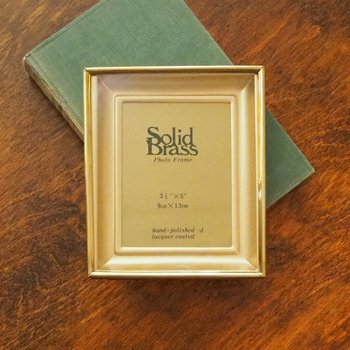 Solid
Brass
Photo Frame
3½"×5"
9cm×13cm
hand-polished d
lacquer-coated